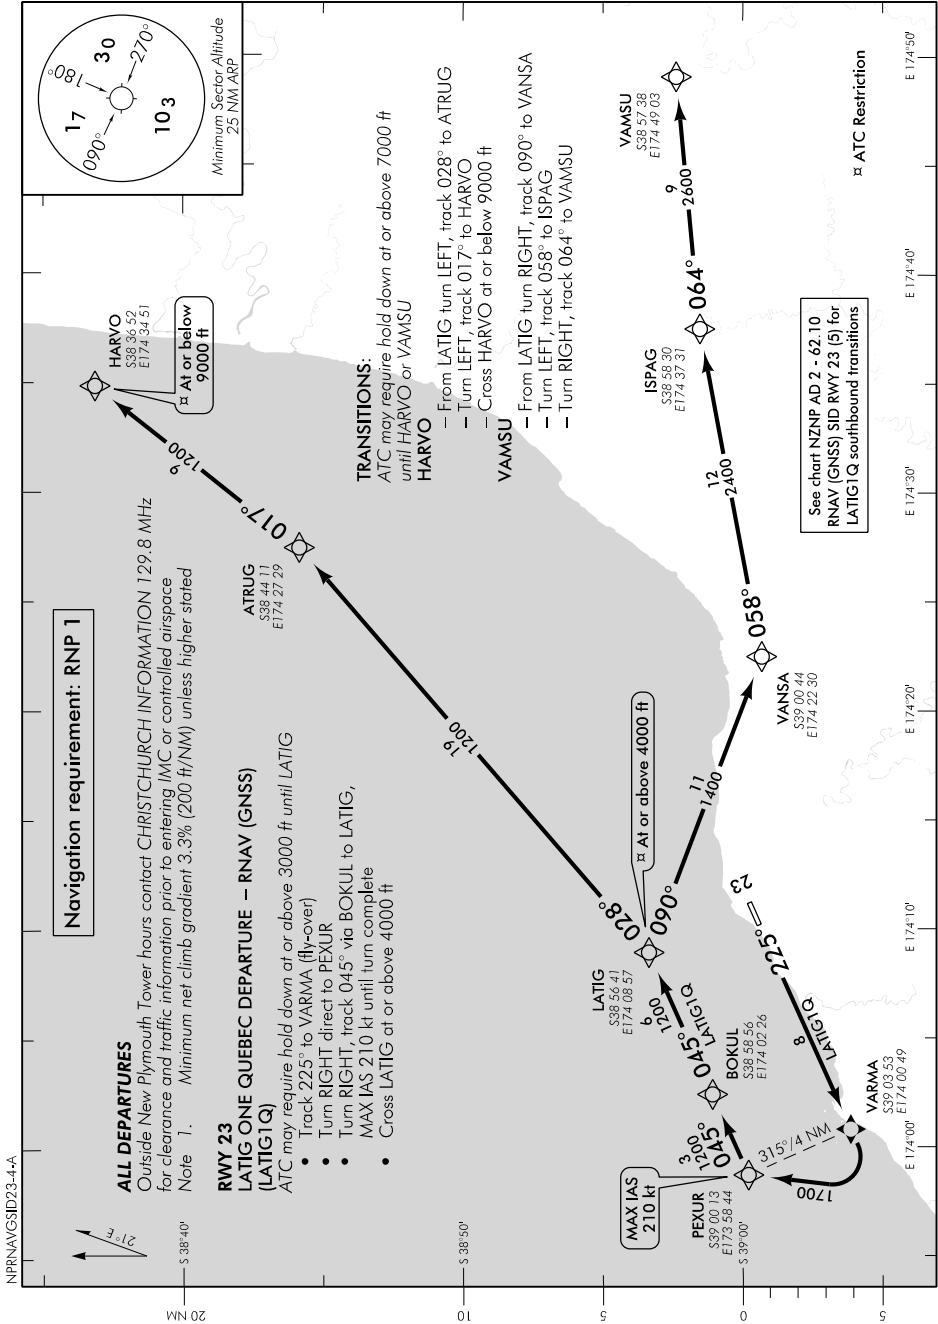 NPRNAVGSID23-4-A
Navigation requirement: RNP 1
21° E
ALL DEPARTURES
Outside New Plymouth Tower hours contact CHRISTCHURCH INFORMATION 129.8 MHz
for clearance and traffic information prior to entering IMC or controlled airspace
Note 1. Minimum net climb gradient 3.3% (200 ft/NM) unless higher stated
RWY 23
LATIG ONE QUEBEC DEPARTURE – RNAV (GNSS)
(LATIG1Q)
ATC may require hold down at or above 3000 ft until LATIG
• Track 225° to VARMA (fly-over)
• Turn RIGHT direct to PEXUR
• Turn RIGHT, track 045° via BOKUL to LATIG,
MAX IAS 210 kt until turn complete
• Cross LATIG at or above 4000 ft
090°
180°
270°
17
30
103
Minimum Sector Altitude
25 NM ARP
HARVO
S38 36 52
E174 34 51
¤ At or below
9000 ft
9
1200
017°
ATRUG
S38 44 11
E174 27 29
19
1200
028°
TRANSITIONS:
ATC may require hold down at or above 7000 ft
until HARVO or VAMSU
HARVO
– From LATIG turn LEFT, track 028° to ATRUG
– Turn LEFT, track 017° to HARVO
– Cross HARVO at or below 9000 ft
VAMSU
– From LATIG turn RIGHT, track 090° to VANSA
– Turn LEFT, track 058° to ISPAG
– Turn RIGHT, track 064° to VAMSU
¤ At or above 4000 ft
LATIG
S38 56 41
E174 08 57
090°
11
1400
6
1200
045°
LATIG1Q
BOKUL
S38 58 56
E174 02 26
3
1200
045°
MAX IAS
210 kt
PEXUR
S39 00 13
E173 58 44
315°/4 NM
1700
VARMA
S39 03 53
E174 00 49
8
LATIG1Q
225°
23
VANSA
S39 00 44
E174 22 30
058°
12
2400
ISPAG
S38 58 30
E174 37 31
064°
9
2600
VAMSU
S38 57 38
E174 49 03
See chart NZNP AD 2 - 62.10
RNAV (GNSS) SID RWY 23 (5) for
LATIG1Q southbound transitions
¤ ATC Restriction
S 38°40'
S 38°50'
S 39°00'
E 174°00'
E 174°10'
E 174°20'
E 174°30'
E 174°40'
E 174°50'
20 NM
10
5
0
5